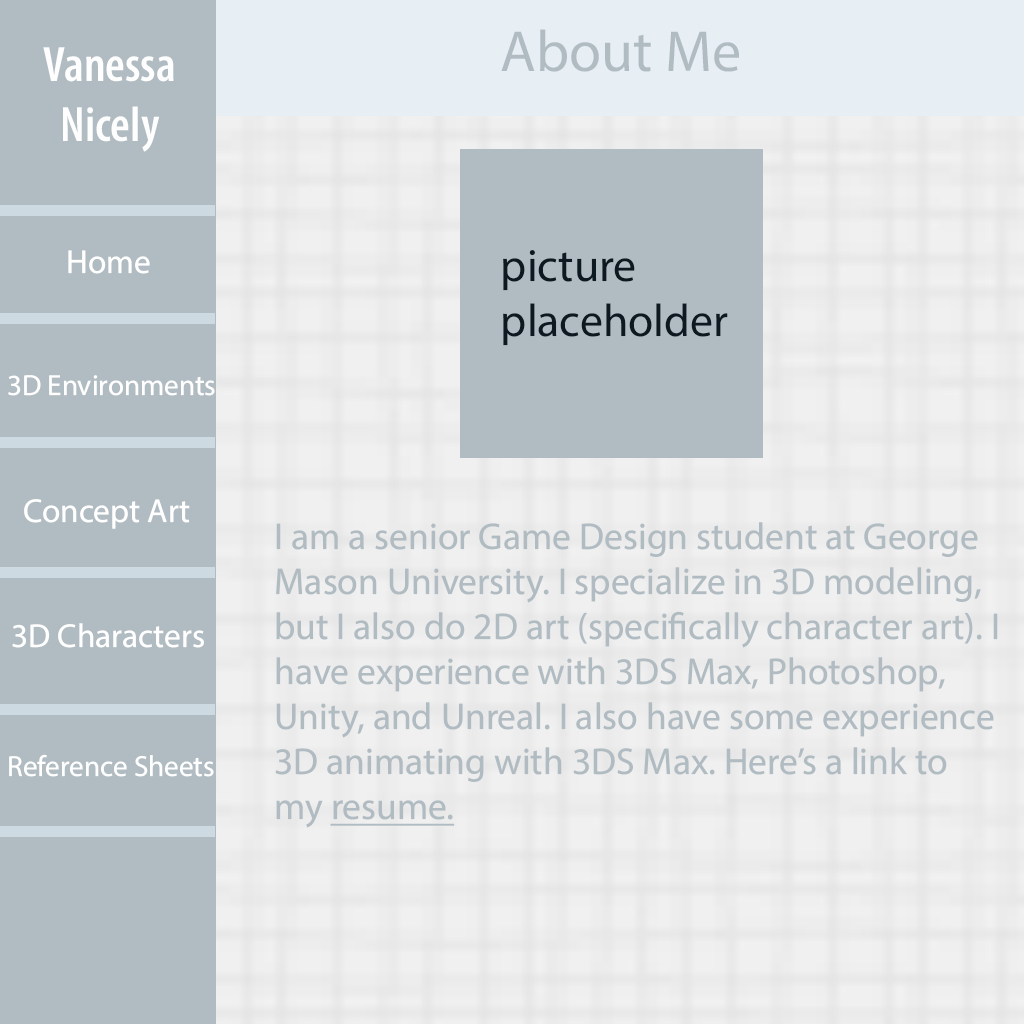 Vanessa
Nicely
Home
3D Environments
Concept Art
3D Characters
Reference Sheets
About Me
picture
placeholder
I am a senior Game Design student at George
Mason University. I specialize in 3D modeling,
but I also do 2D art (specifically character art). I
have experience with 3DS Max, Photoshop,
Unity, and Unreal. I also have some experience
3D animating with 3DS Max. Here’s a link to
my resume.